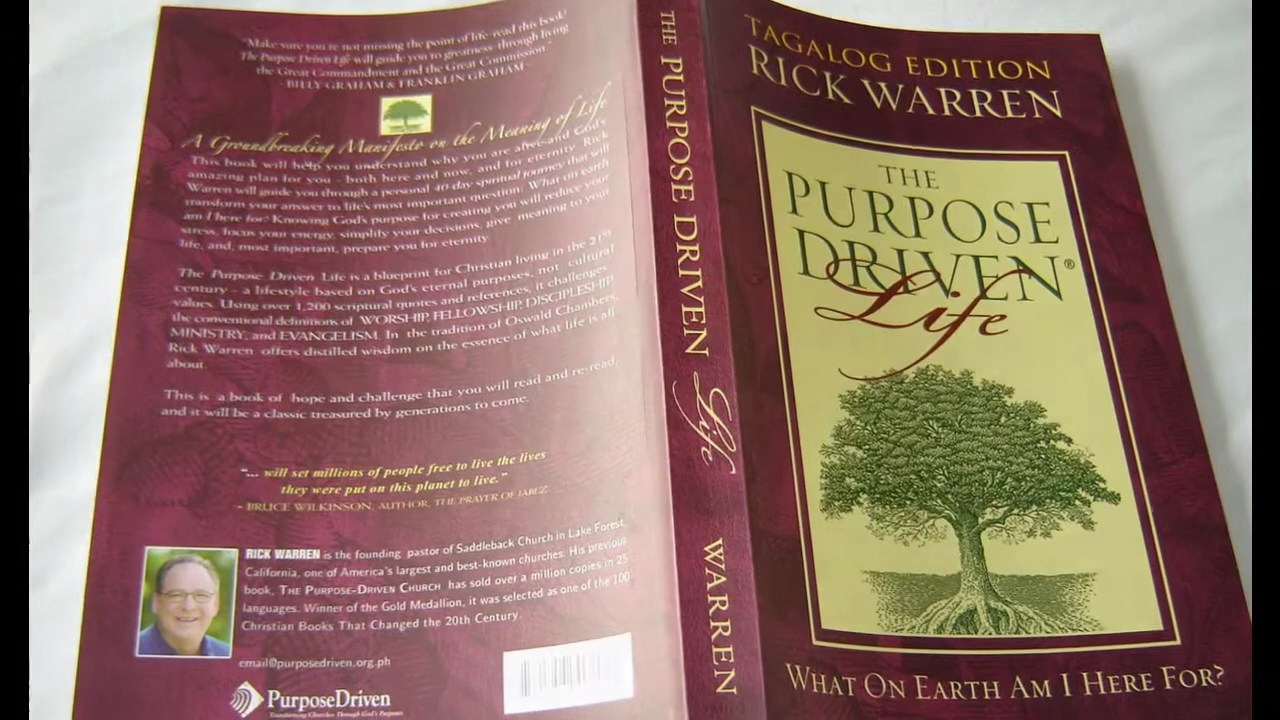 "Make sure you're not missing the point of life-read this book!
The Purpose Driven Life will guide you to greatness-through living
the Great Commandment and the Great Commission"
- BILLY GRAHAM & FRANKLIN GRAHAM -
A Groundbreaking Manifesto on the Meaning of Life
This book will help you understand why you are alive-and God's
amazing plan for you - both here and now, and for eternity. Rick
Warren will guide you through a personal 40-day spiritual journey that will
transform your answer to life's most important question: What on earth
am I here for? Knowing God's purpose for creating you will reduce your
stress, focus your energy, simplify your decisions, give meaning to your
life, and, most important, prepare you for eternity.
The Purpose Driven Life is a blueprint for Christian living in the 21st
century - a lifestyle based on God's eternal purposes, not cultural
values. Using over 1,200 scriptural quotes and references, it challenges
the conventional definitions of WORSHIP, FELLOWSHIP, DISCIPLESHIP,
MINISTRY, and EVANGELISM. In the tradition of Oswald Chambers,
Rick Warren offers distilled wisdom on the essence of what life is all
about.
This is a book of hope and challenge that you will read and re-read,
and it will be a classic treasured by generations to come.
"... will set millions of people free to live the lives
they were put on this planet to live."
- BRUCE WILKINSON, AUTHOR, THE PRAYER OF JABEZ
RICK WARREN is the founding pastor of Saddleback Church in Lake Forest,
California, one of America's largest and best-known churches. His previous
book, THE PURPOSE-DRIVEN CHURCH has sold over a million copies in 25
languages. Winner of the Gold Medallion, it was selected as one of the 100
Christian Books That Changed the 20th Century.
email@purposedriven.org.ph
PurposeDriven
Transforming Churches Through God's Purposes
THE PURPOSE DRIVEN Life WARREN
TAGALOG EDITION
RICK WARREN
THE
PURPOSE
DRIVEN®
Life
WHAT ON EARTH AM I HERE FOR?